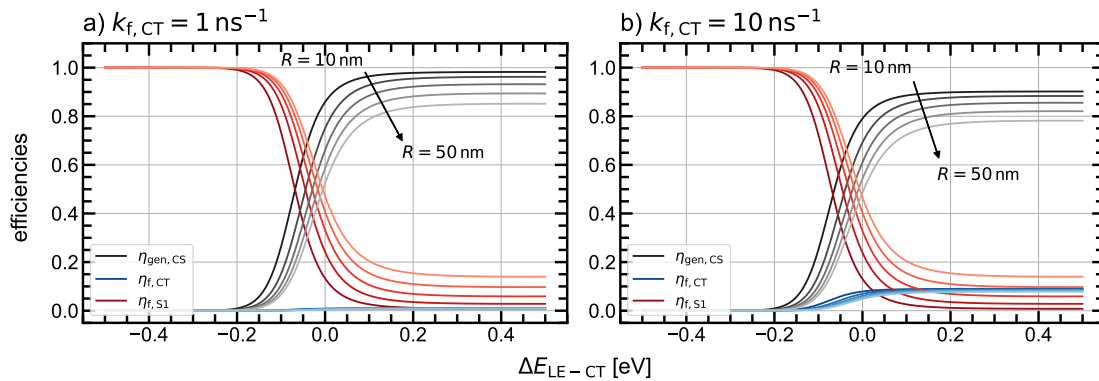 a) k_f, CT = 1 ns⁻¹
b) k_f, CT = 10 ns⁻¹
efficiencies
1.0
0.8
0.6
0.4
0.2
0.0
R = 10 nm
R = 50 nm
η_gen, CS
η_f, CT
η_f, S1
−0.4
−0.2
0.0
0.2
0.4
1.0
0.8
0.6
0.4
0.2
0.0
R = 10 nm
R = 50 nm
η_gen, CS
η_f, CT
η_f, S1
−0.4
−0.2
0.0
0.2
0.4
ΔE_LE − CT [eV]